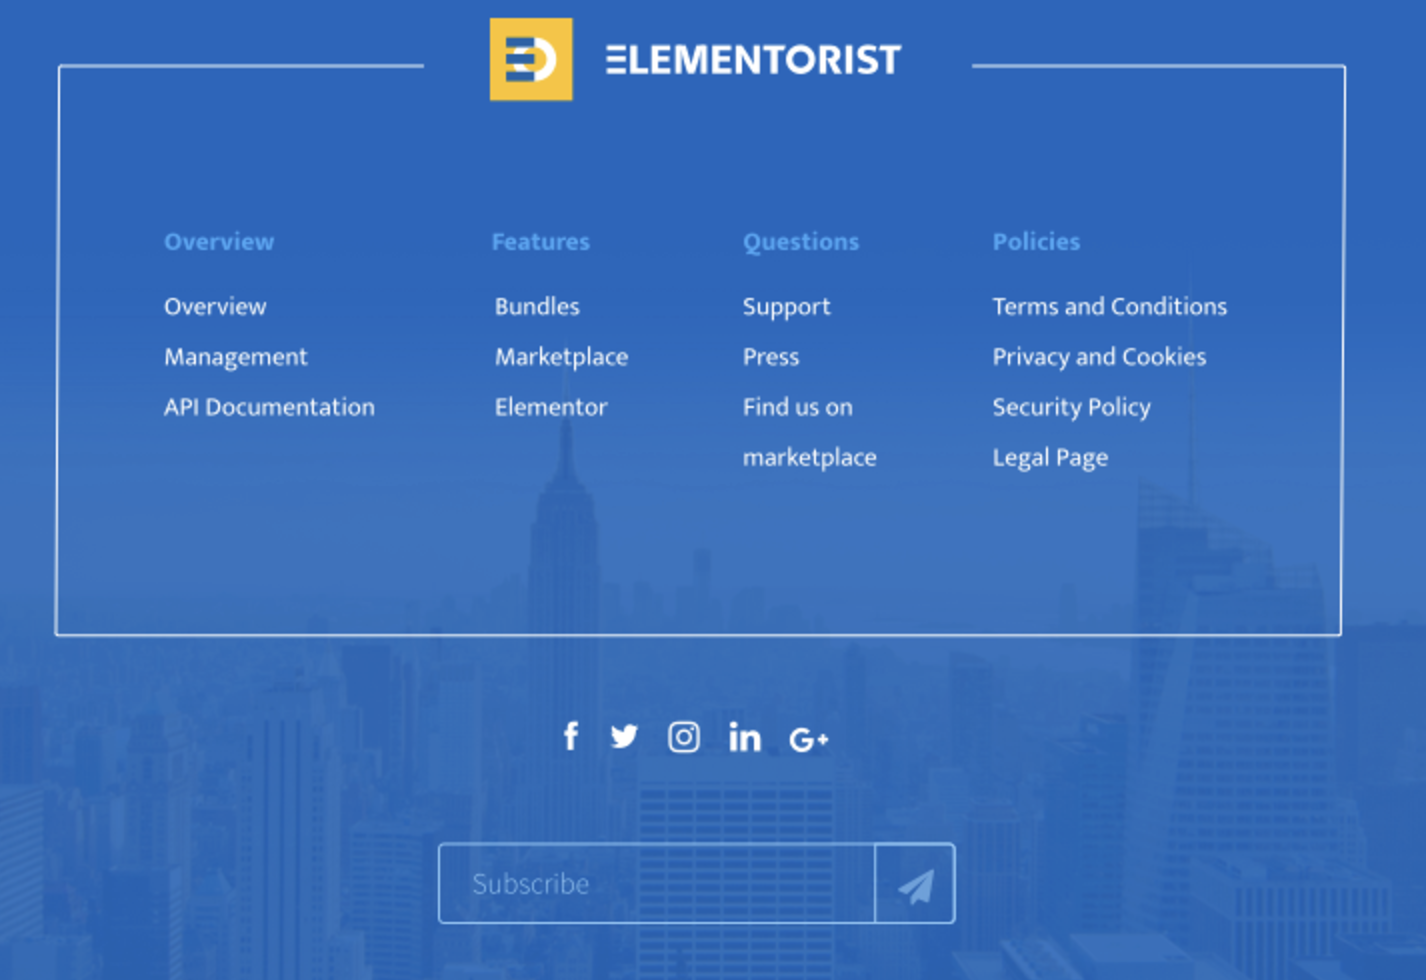 ELEMENTORIST
Overview
Overview
Management
API Documentation
Features
Bundles
Marketplace
Elementor
Questions
Support
Press
Find us on
marketplace
Policies
Terms and Conditions
Privacy and Cookies
Security Policy
Legal Page
f in G+
Subscribe